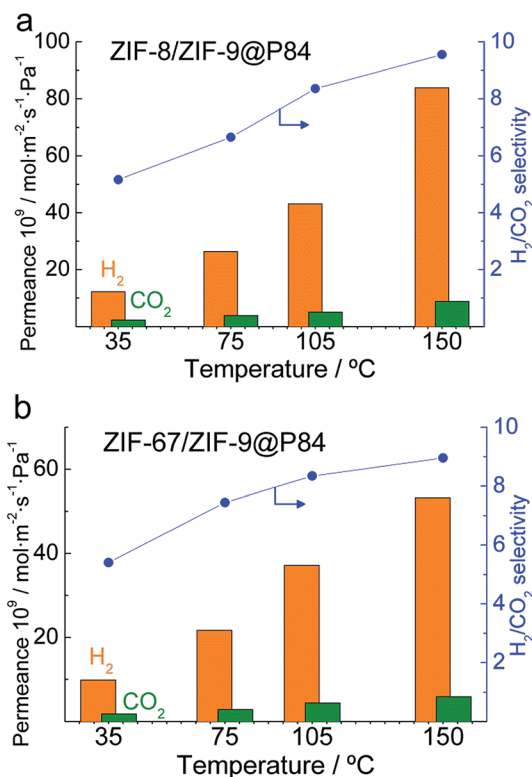 a
ZIF-8/ZIF-9@P84
Permeance 10⁹ / mol·m⁻²·s⁻¹·Pa⁻¹
100
80
60
40
20
H₂
CO₂
10
8
6
4
2
0
H₂/CO₂ selectivity
35 75 105 150
Temperature / ºC
b
ZIF-67/ZIF-9@P84
Permeance 10⁹ / mol·m⁻²·s⁻¹·Pa⁻¹
60
40
20
H₂
CO₂
10
8
6
4
2
0
H₂/CO₂ selectivity
35 75 105 150
Temperature / ºC